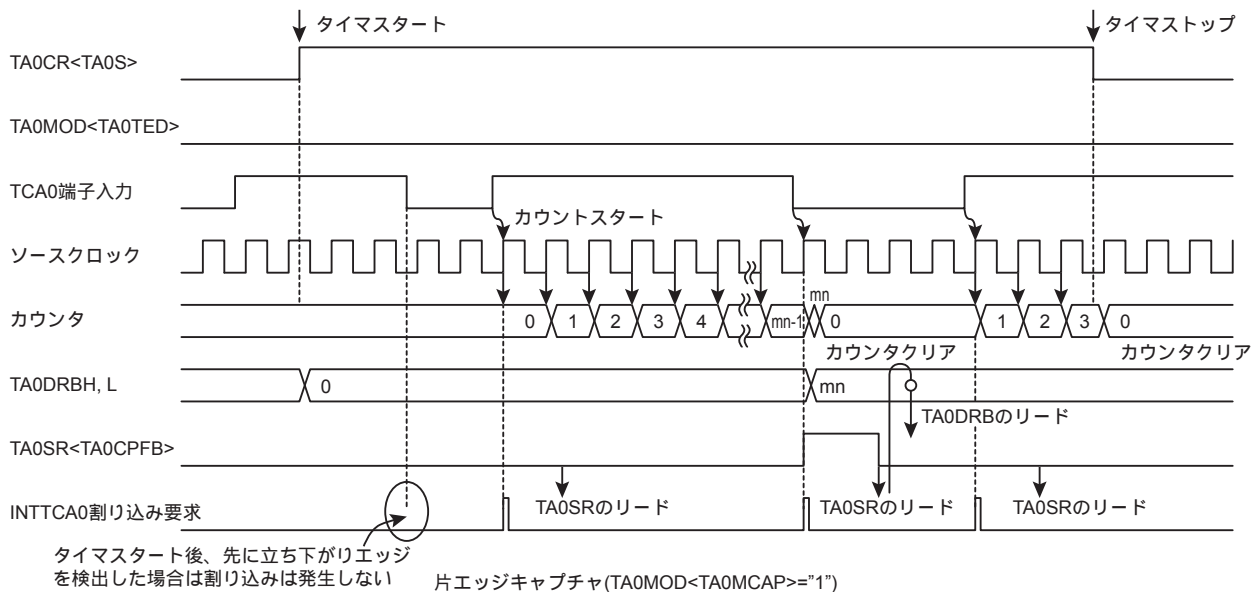 タイマスタート
タイマストップ
TA0CR<TA0S>
TA0MOD<TA0TED>
TCA0端子入力
カウントスタート
ソースクロック
カウンタ
0 1 2 3 4 mn-1 mn 0 1 2 3 0
カウンタクリア
カウンタクリア
TA0DRBH, L
0
mn
TA0DRBのリード
TA0SR<TA0CPFB>
INTTCA0割り込み要求
TA0SRのリード
TA0SRのリード
TA0SRのリード
タイマスタート後、先に立ち下がりエッジ
を検出した場合は割り込みは発生しない
片エッジキャプチャ(TA0MOD<TA0MCAP>=”1”)